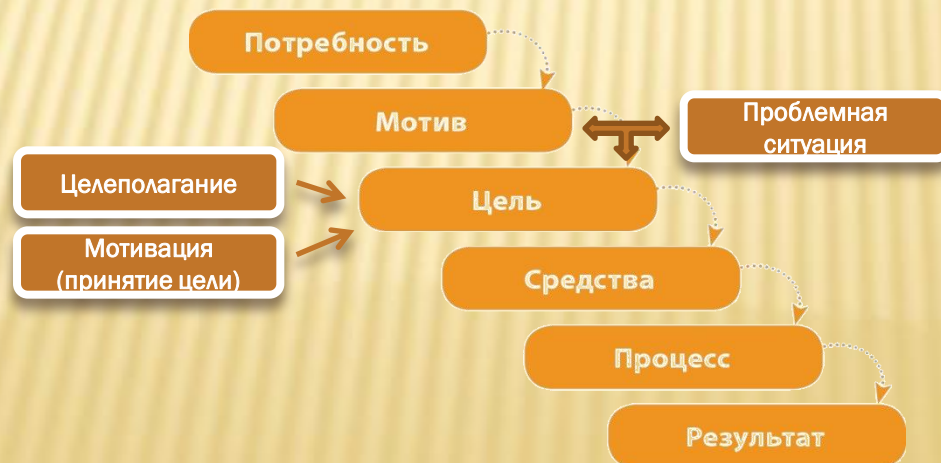 Потребность
Мотив
Проблемная
ситуация
Целеполагание
Цель
Мотивация
(принятие цели)
Средства
Процесс
Результат